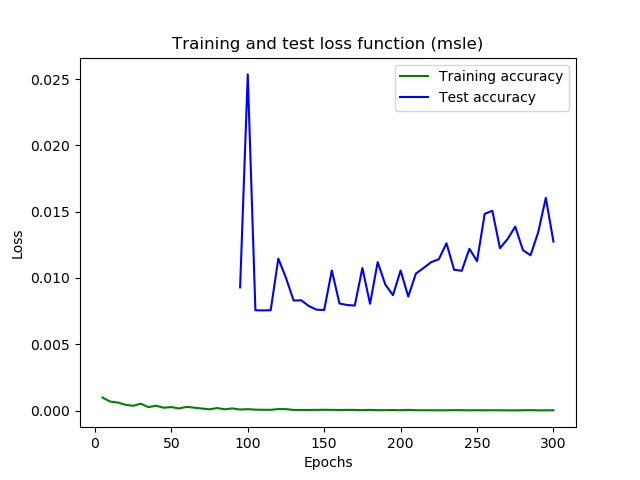 Training and test loss function (msle)
Training accuracy
Test accuracy
0.025
0.020
0.015
0.010
0.005
0.000
Loss
0
50
100
150
200
250
300
Epochs